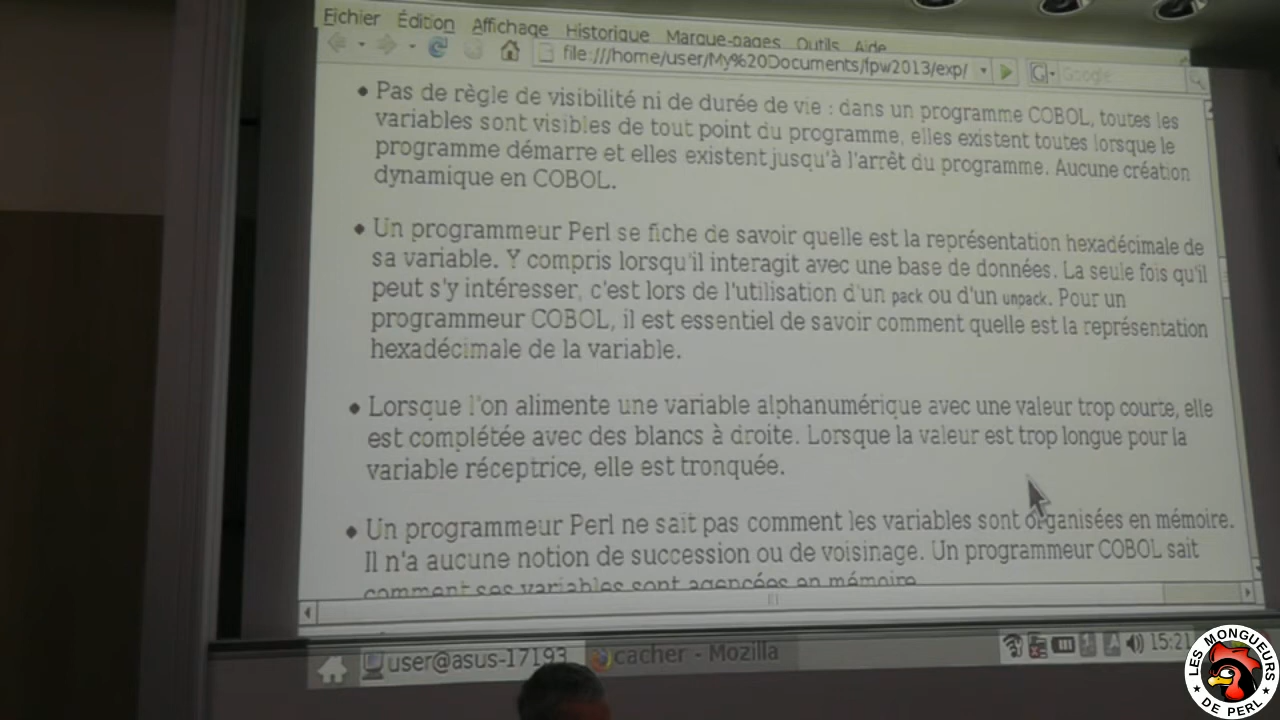 Fichier Édition Affichage Historique Marque-pages Outils Aide
file:///home/user/My%20Documents/fpw2013/exp/ Google
• Pas de règle de visibilité ni de durée de vie : dans un programme COBOL, toutes les
variables sont visibles de tout point du programme, elles existent toutes lorsque le
programme démarre et elles existent jusqu'à l'arrêt du programme. Aucune création
dynamique en COBOL.
• Un programmeur Perl se fiche de savoir quelle est la représentation hexadécimale de
sa variable. Y compris lorsqu'il interagit avec une base de données. La seule fois qu'il
peut s'y intéresser, c'est lors de l'utilisation d'un pack ou d'un unpack. Pour un
programmeur COBOL, il est essentiel de savoir comment quelle est la représentation
hexadécimale de la variable.
• Lorsque l'on alimente une variable alphanumérique avec une valeur trop courte, elle
est complétée avec des blancs à droite. Lorsque la valeur est trop longue pour la
variable réceptrice, elle est tronquée.
• Un programmeur Perl ne sait pas comment les variables sont organisées en mémoire.
Il n'a aucune notion de succession ou de voisinage. Un programmeur COBOL sait
comment ses variables sont agencées en mémoire
user@asus-17193 cacher - Mozilla 15:21
LES MONGUEURS
DE PERL